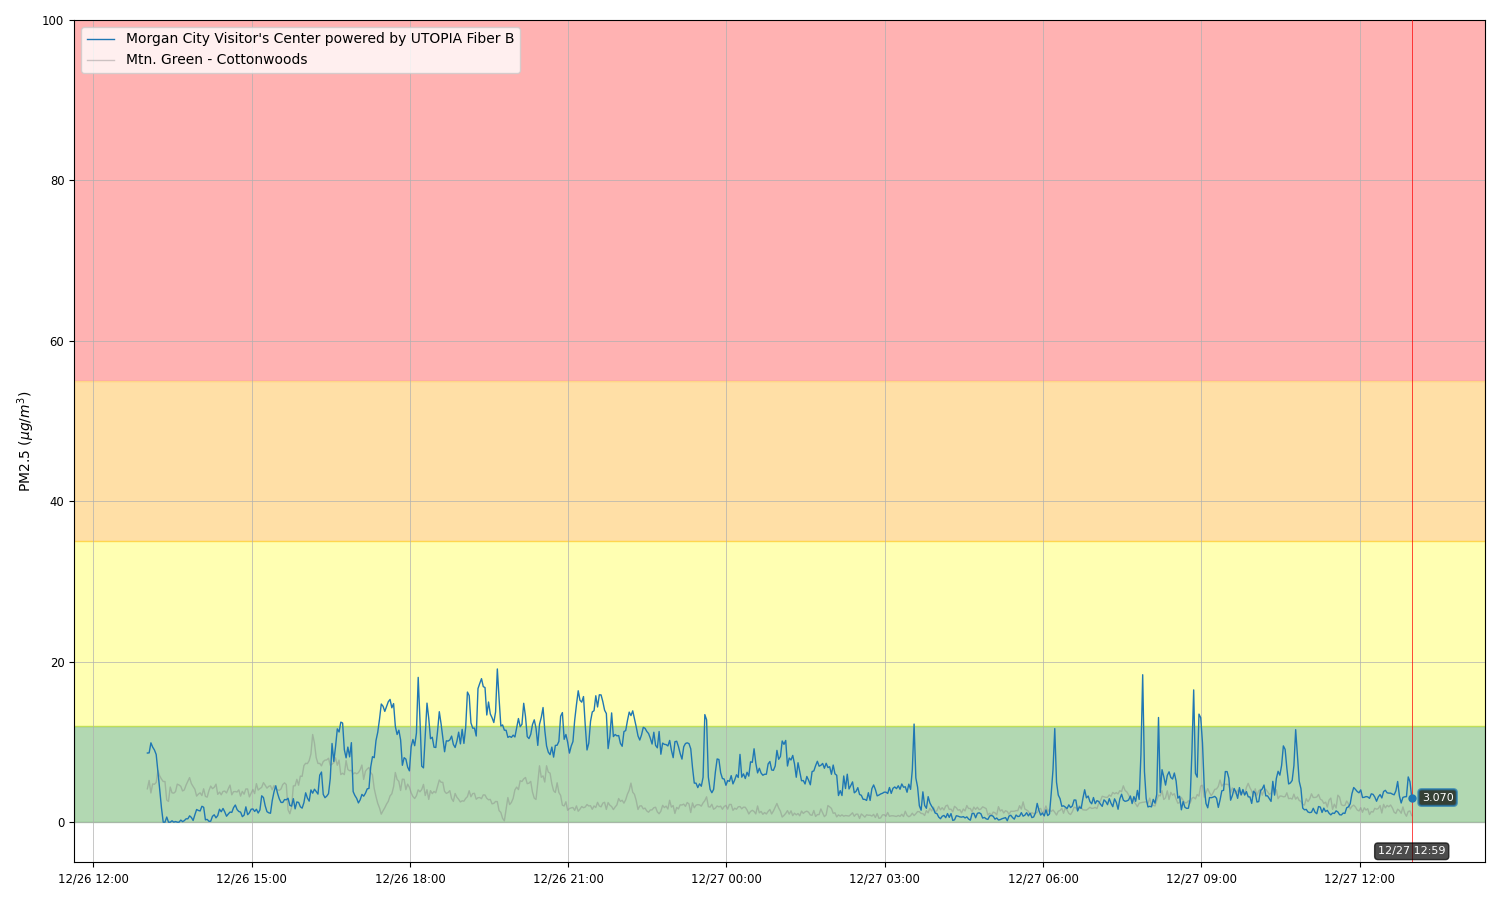 100
Morgan City Visitor's Center powered by UTOPIA Fiber B
Mtn. Green - Cottonwoods
80
60
PM2.5 (μg/m³)
40
20
0
3.070
12/27 12:59
12/26 12:00 12/26 15:00 12/26 18:00 12/26 21:00 12/27 00:00 12/27 03:00 12/27 06:00 12/27 09:00 12/27 12:00